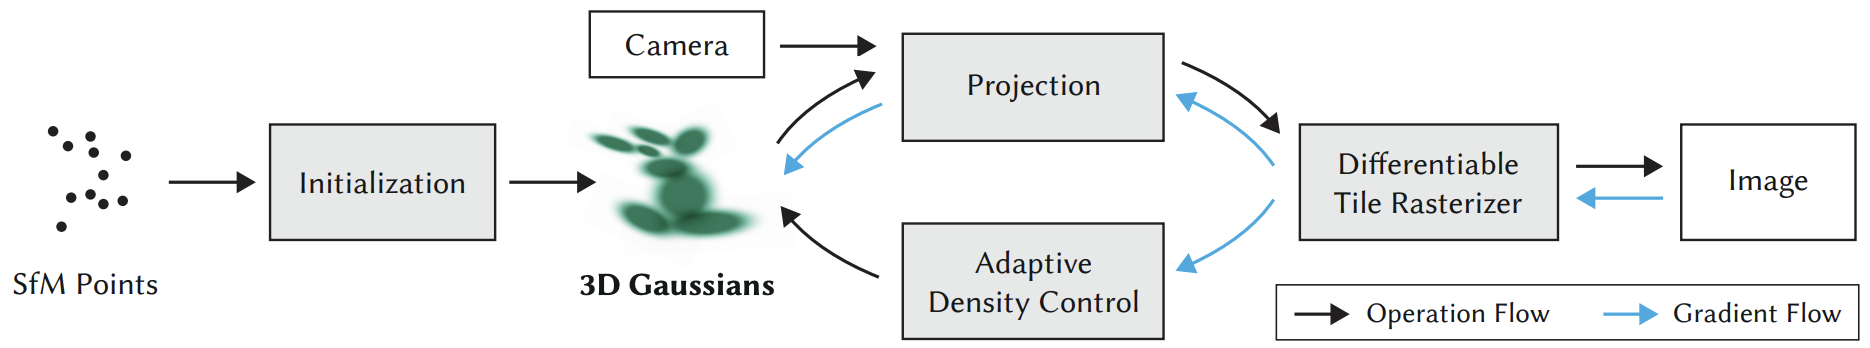 SfM Points
Initialization
Camera
3D Gaussians
Projection
Adaptive
Density Control
Differentiable
Tile Rasterizer
Image
Operation Flow
Gradient Flow